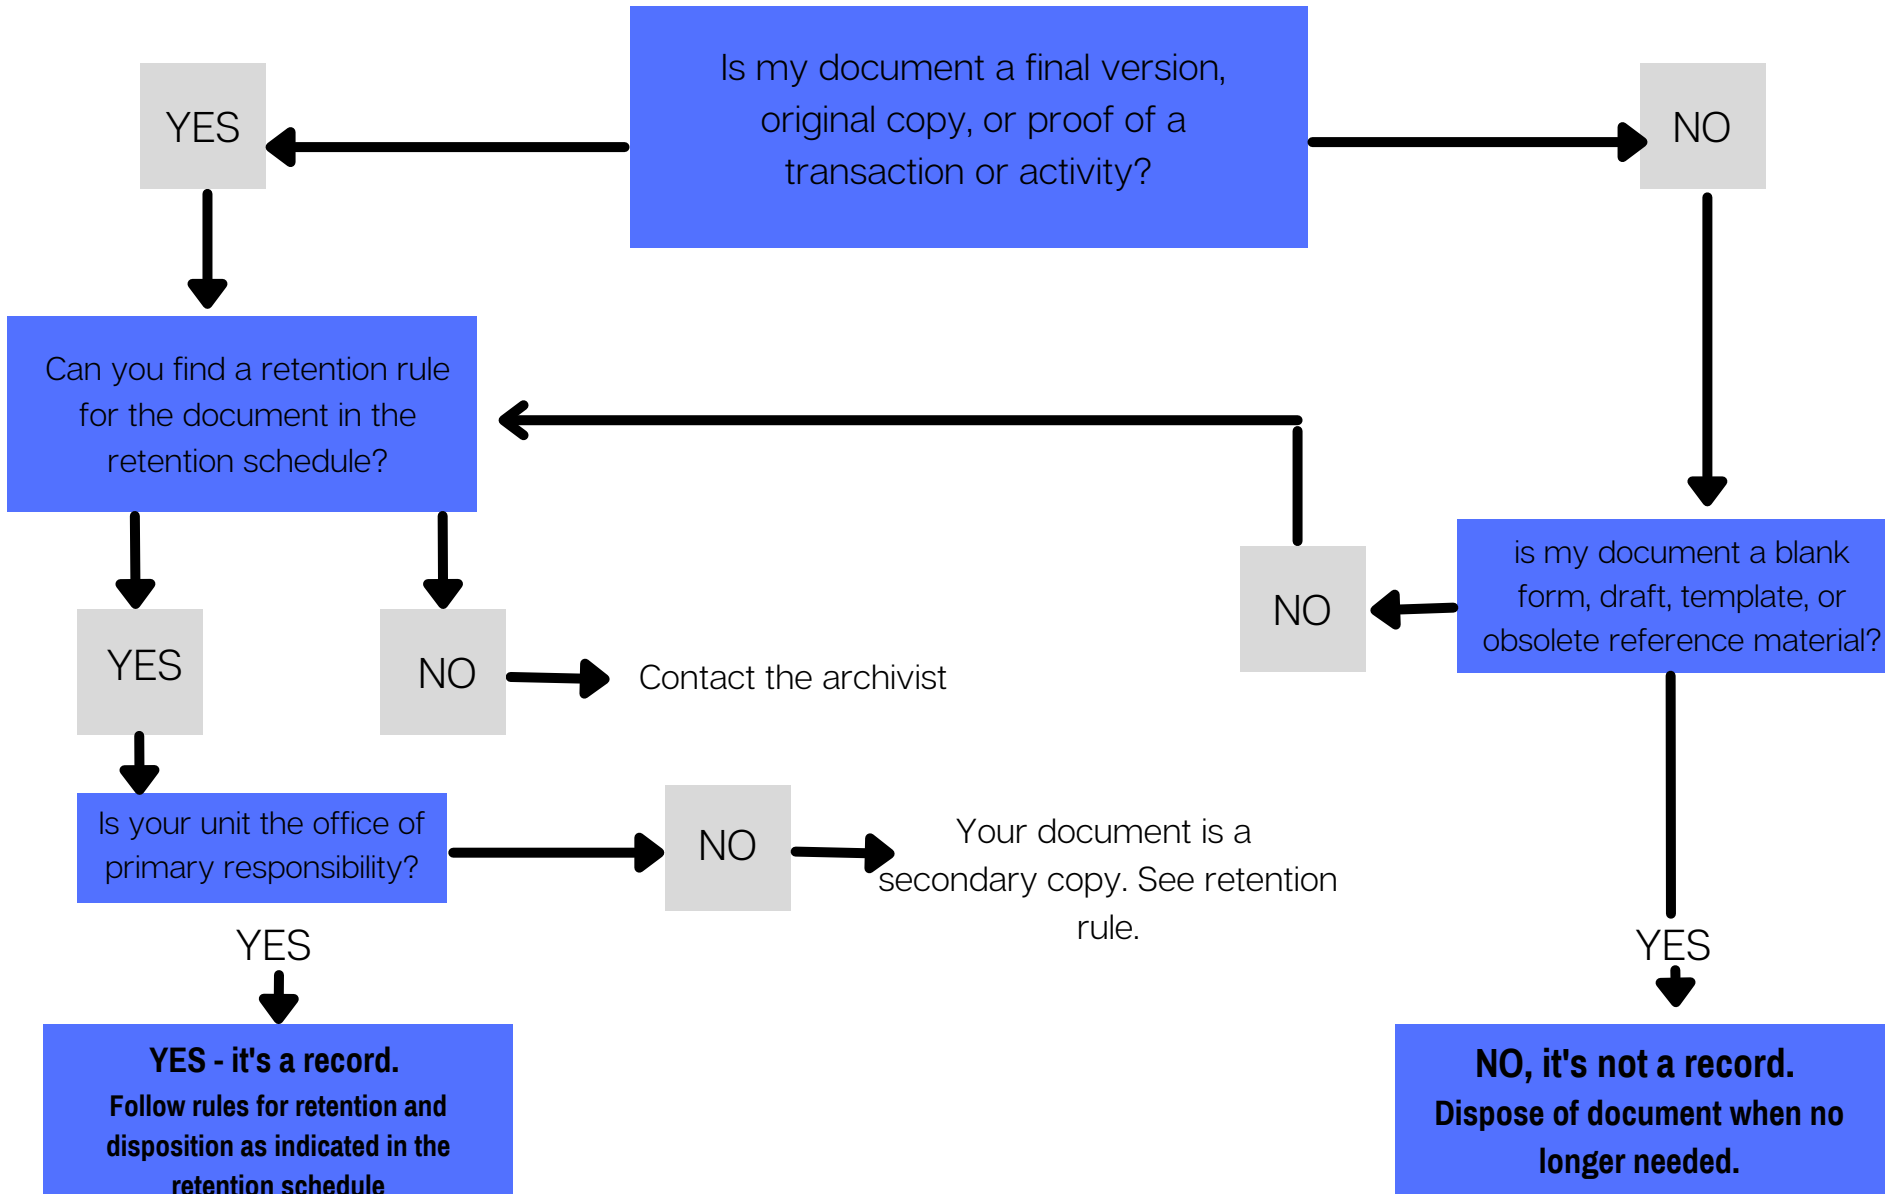 Is my document a final version,
original copy, or proof of a
transaction or activity?
YES
NO
Can you find a retention rule
for the document in the
retention schedule?
is my document a blank
form, draft, template, or
obsolete reference material?
NO
YES
NO
Contact the archivist
Is your unit the office of
primary responsibility?
NO
Your document is a
secondary copy. See retention
rule.
YES
YES
YES - it's a record.
Follow rules for retention and
disposition as indicated in the
retention schedule
NO, it's not a record.
Dispose of document when no
longer needed.